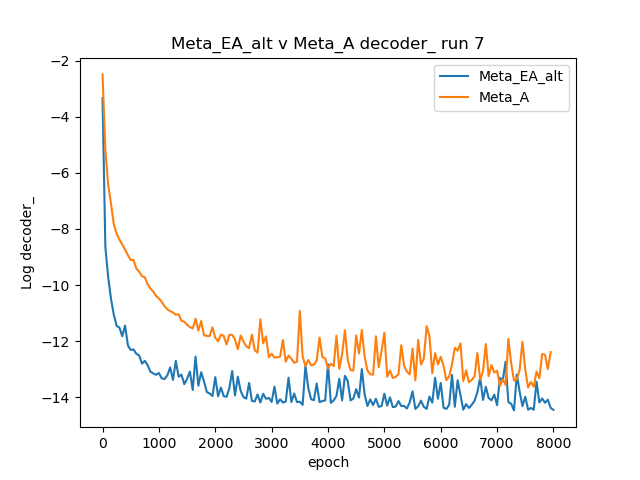 Meta_EA_alt v Meta_A decoder_ run 7
Meta_EA_alt
Meta_A
Log decoder_
−2
−4
−6
−8
−10
−12
−14
0 1000 2000 3000 4000 5000 6000 7000 8000
epoch